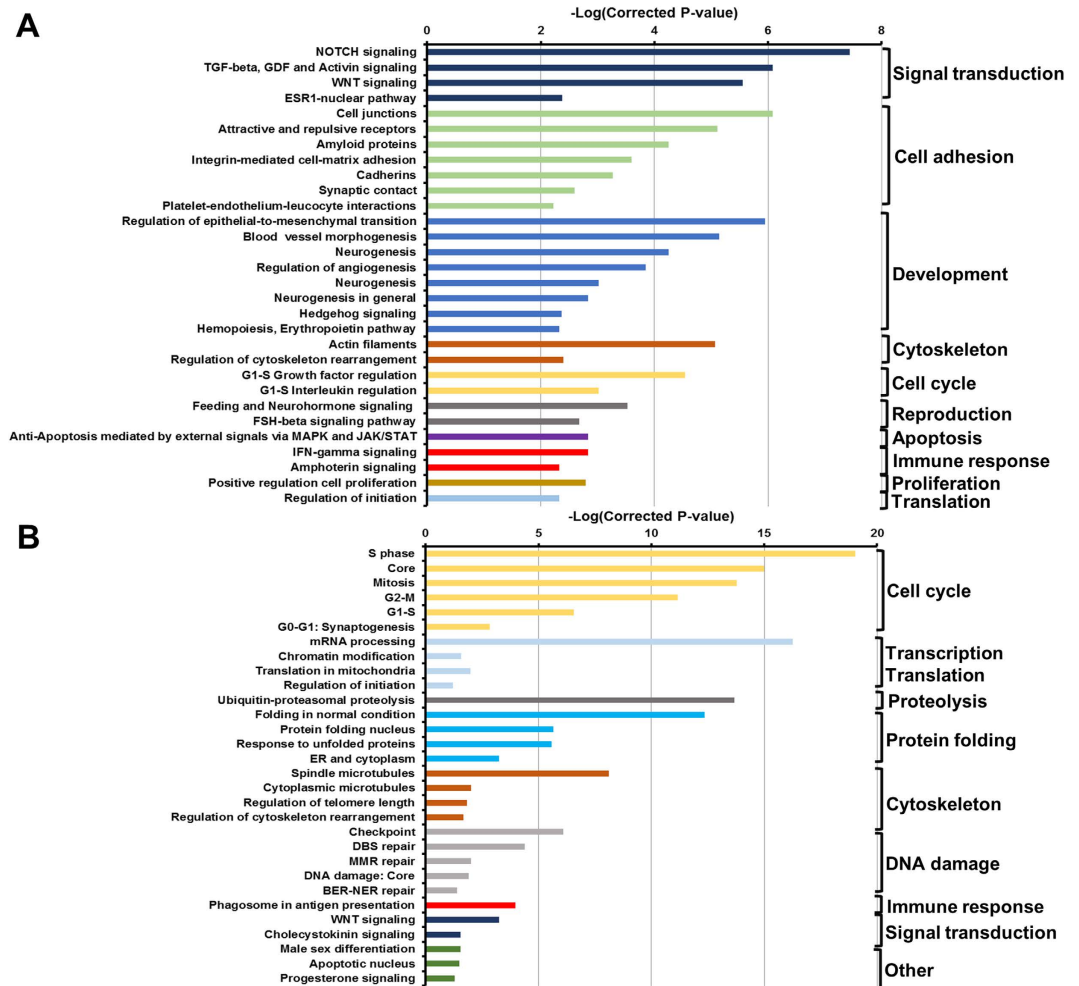 A
-Log(Corrected P-value)
0 2 4 6 8
NOTCH signaling
TGF-beta, GDF and Activin signaling
WNT signaling
ESR1-nuclear pathway
Signal transduction
Cell junctions
Attractive and repulsive receptors
Amyloid proteins
Integrin-mediated cell-matrix adhesion
Cadherins
Synaptic contact
Platelet-endothelium-leucocyte interactions
Cell adhesion
Regulation of epithelial-to-mesenchymal transition
Blood vessel morphogenesis
Neurogenesis
Regulation of angiogenesis
Neurogenesis
Neurogenesis in general
Hedgehog signaling
Hemopoiesis, Erythropoietin pathway
Development
Actin filaments
Regulation of cytoskeleton rearrangement
Cytoskeleton
G1-S Growth factor regulation
G1-S Interleukin regulation
Cell cycle
Feeding and Neurohormone signaling
FSH-beta signaling pathway
Reproduction
Anti-Apoptosis mediated by external signals via MAPK and JAK/STAT
Apoptosis
IFN-gamma signaling
Amphoterin signaling
Immune response
Positive regulation cell proliferation
Proliferation
Regulation of initiation
Translation
B
-Log(Corrected P-value)
0 5 10 15 20
S phase
Core
Mitosis
G2-M
G1-S
G0-G1: Synaptogenesis
Cell cycle
mRNA processing
Chromatin modification
Translation in mitochondria
Regulation of initiation
Transcription
Translation
Ubiquitin-proteasomal proteolysis
Proteolysis
Folding in normal condition
Protein folding nucleus
Response to unfolded proteins
ER and cytoplasm
Protein folding
Spindle microtubules
Cytoplasmic microtubules
Regulation of telomere length
Regulation of cytoskeleton rearrangement
Cytoskeleton
Checkpoint
DBS repair
MMR repair
DNA damage: Core
BER-NER repair
DNA damage
Phagosome in antigen presentation
Immune response
WNT signaling
Cholecystokinin signaling
Signal transduction
Male sex differentiation
Apoptotic nucleus
Progesterone signaling
Other